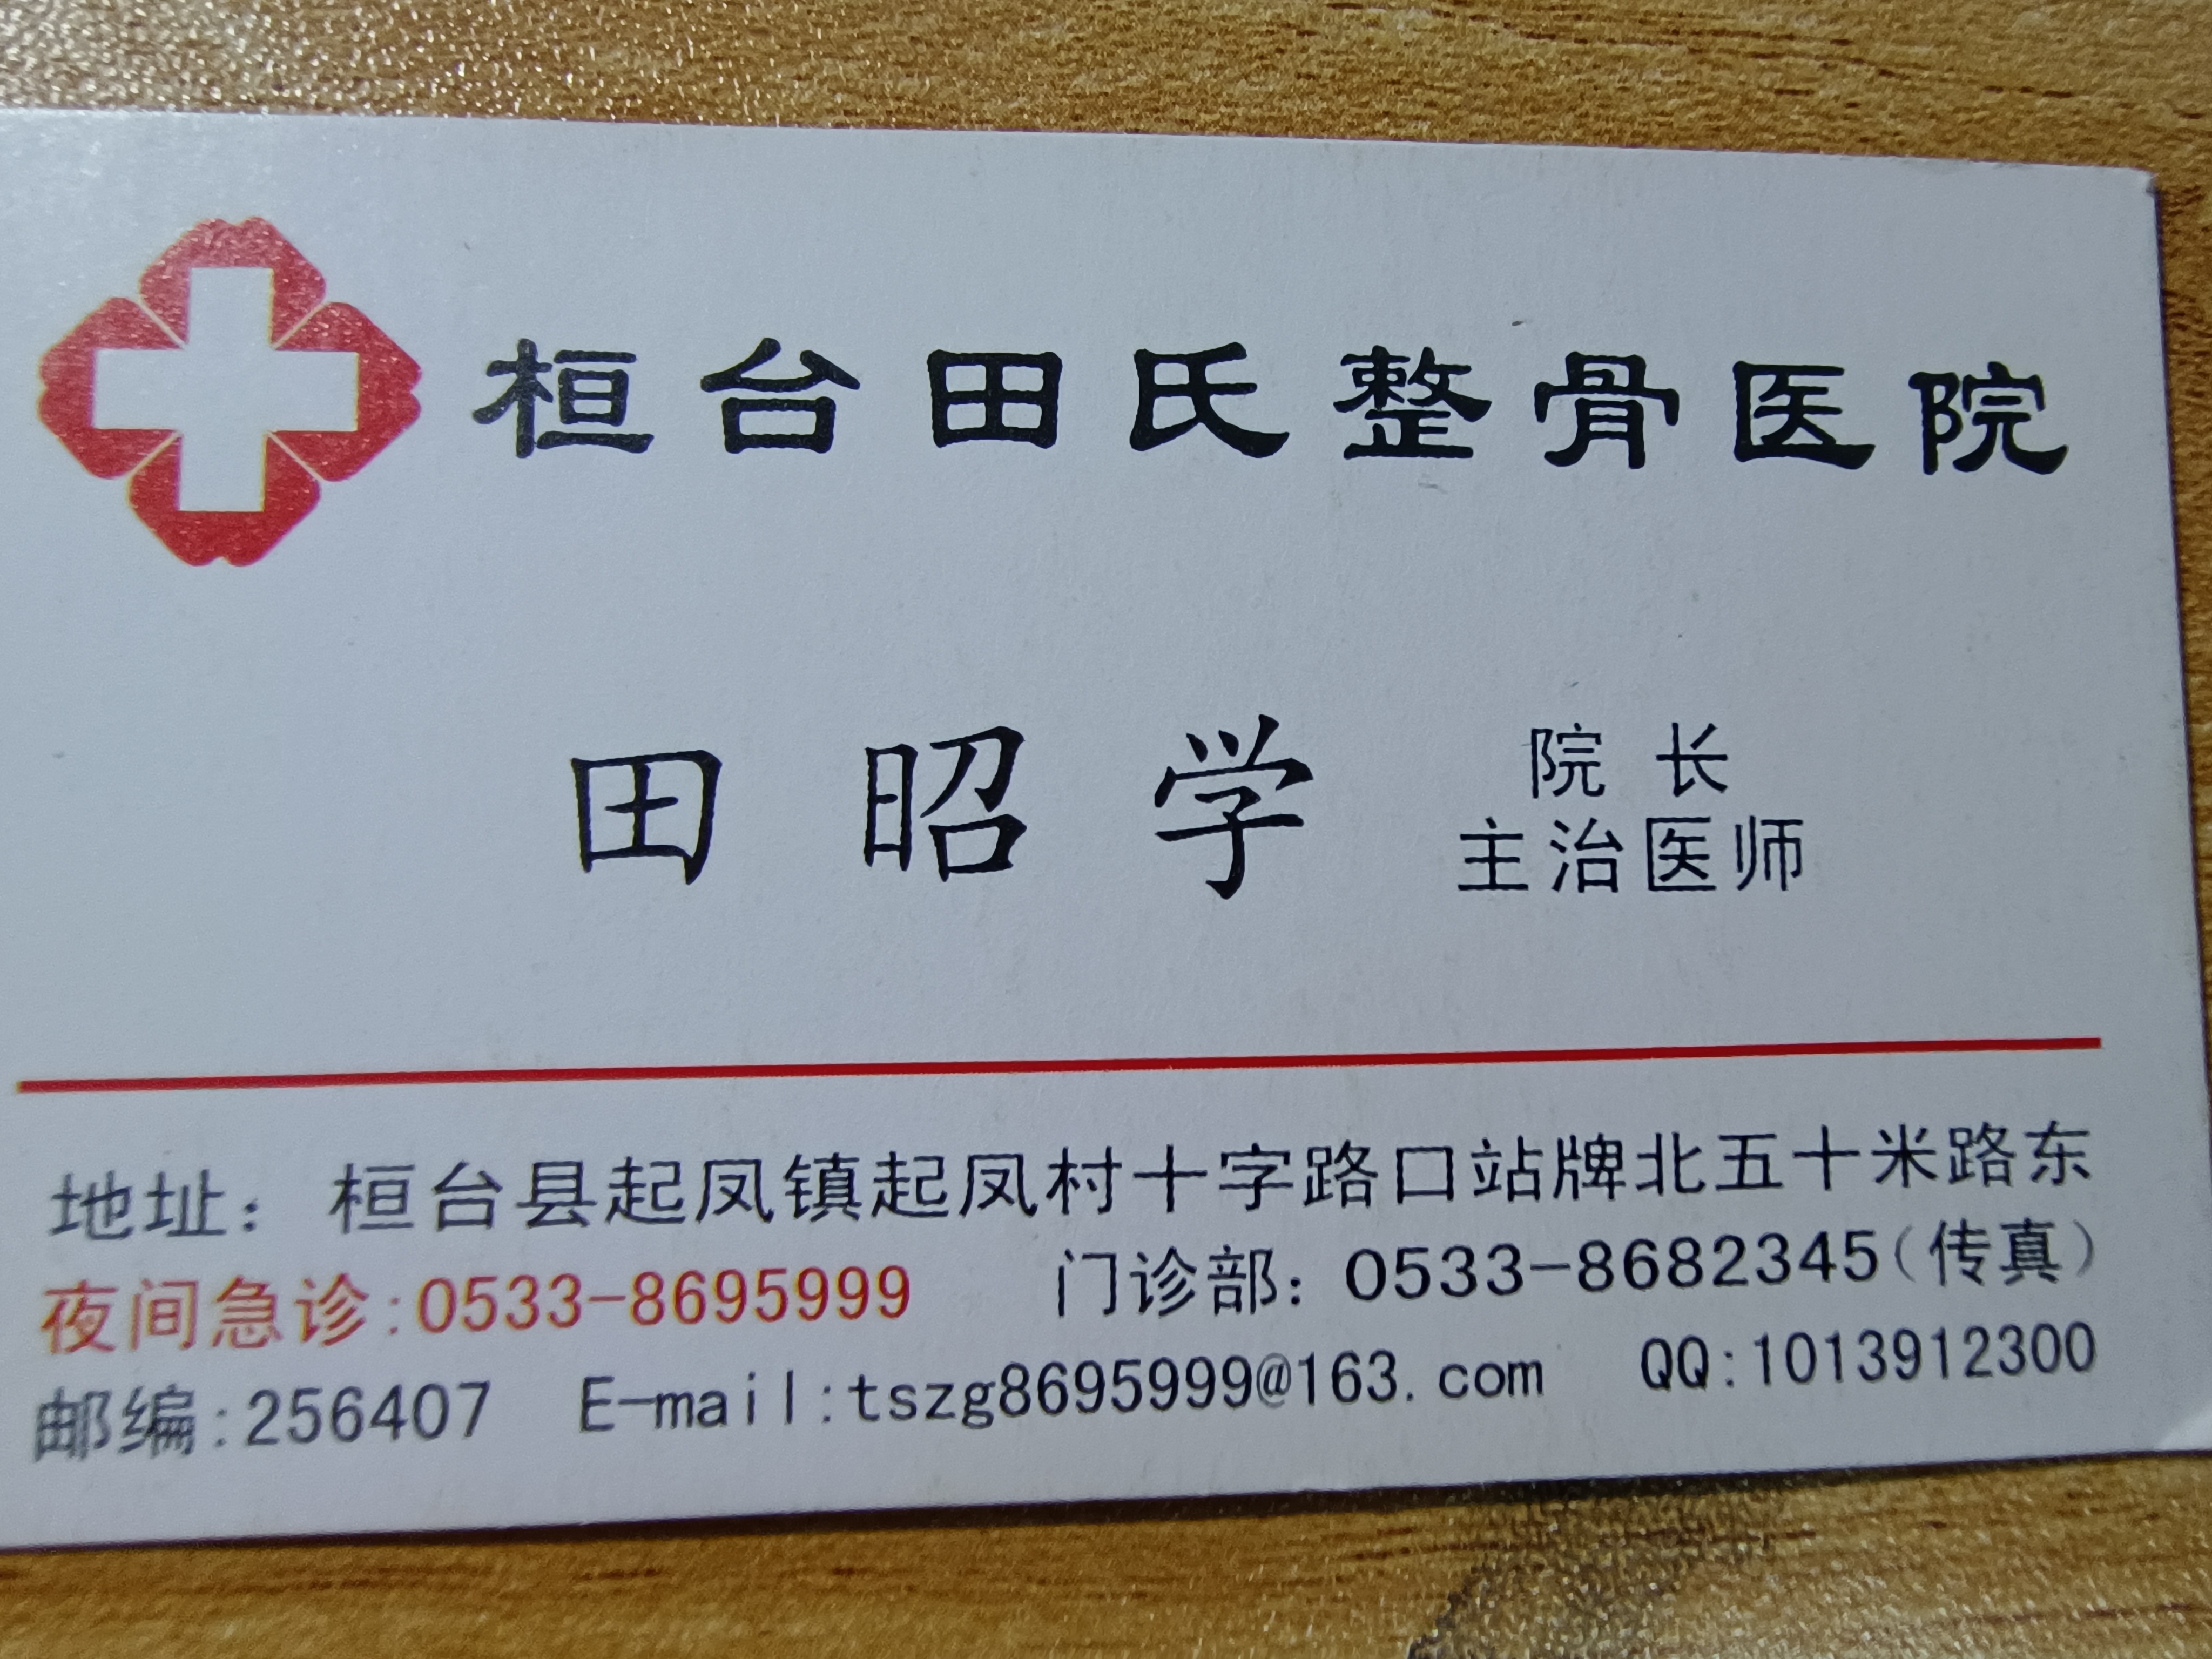 桓台田氏整骨医院
田昭学 院长
主治医师
地址：桓台县起凤镇起凤村十字路口站牌北五十米路东
夜间急诊:0533-8695999 门诊部：0533-8682345（传真）
邮编:256407 E-mail:tszg8695999@163.com QQ:1013912300